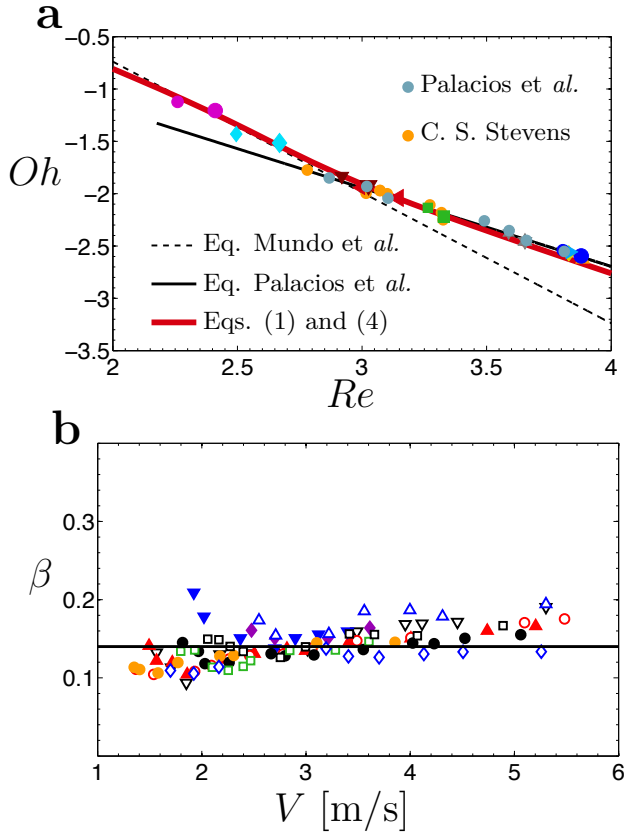 a
−0.5
−1
−1.5
−2
−2.5
−3
−3.5
Oh
Palacios et al.
C. S. Stevens
Eq. Mundo et al.
Eq. Palacios et al.
Eqs. (1) and (4)
2 2.5 3 3.5 4
Re
b
0.3
0.2
0.1
β
1 2 3 4 5 6
V [m/s]